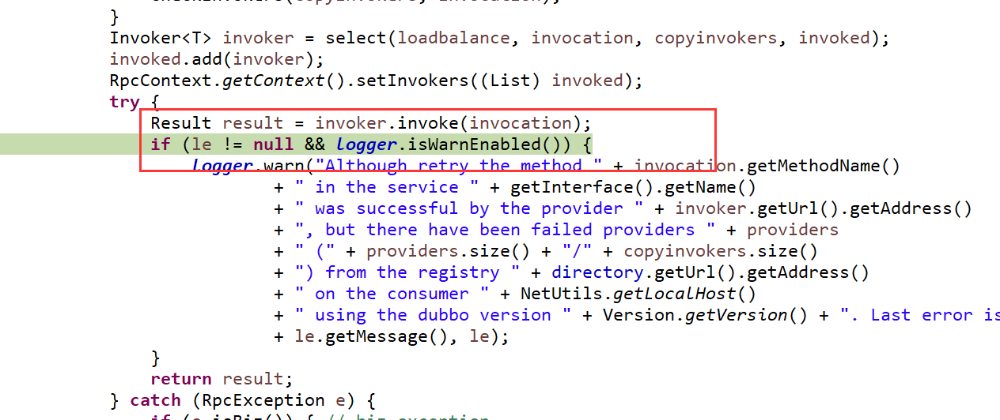 checkInvokers(copyinvokers, invocation);
}
Invoker<T> invoker = select(loadbalance, invocation, copyinvokers, invoked);
invoked.add(invoker);
RpcContext.getContext().setInvokers((List) invoked);
try {
Result result = invoker.invoke(invocation);
if (le != null && logger.isWarnEnabled()) {
logger.warn("Although retry the method " + invocation.getMethodName()
+ " in the service " + getInterface().getName()
+ " was successful by the provider " + invoker.getUrl().getAddress()
+ ", but there have been failed providers " + providers
+ " (" + providers.size() + "/" + copyinvokers.size()
+ ") from the registry " + directory.getUrl().getAddress()
+ " on the consumer " + NetUtils.getLocalHost()
+ " using the dubbo version " + Version.getVersion() + ". Last error is
+ le.getMessage(), le);
}
return result;
} catch (RpcException e) {
if (e.isBiz()) { // biz exception.